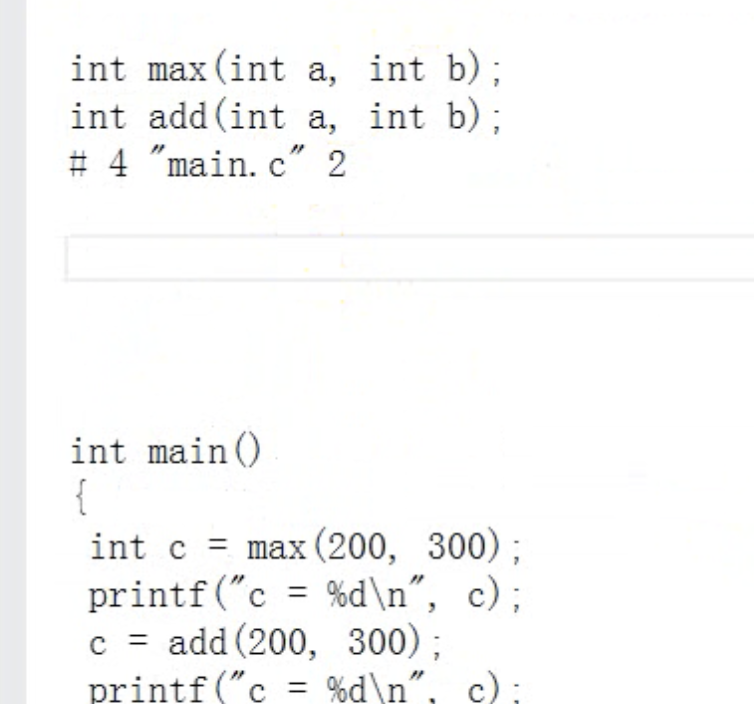 int max(int a, int b);
int add(int a, int b);
# 4 "main.c" 2
int main()
{
int c = max(200, 300);
printf("c = %d\n", c);
c = add(200, 300);
printf("c = %d\n", c);